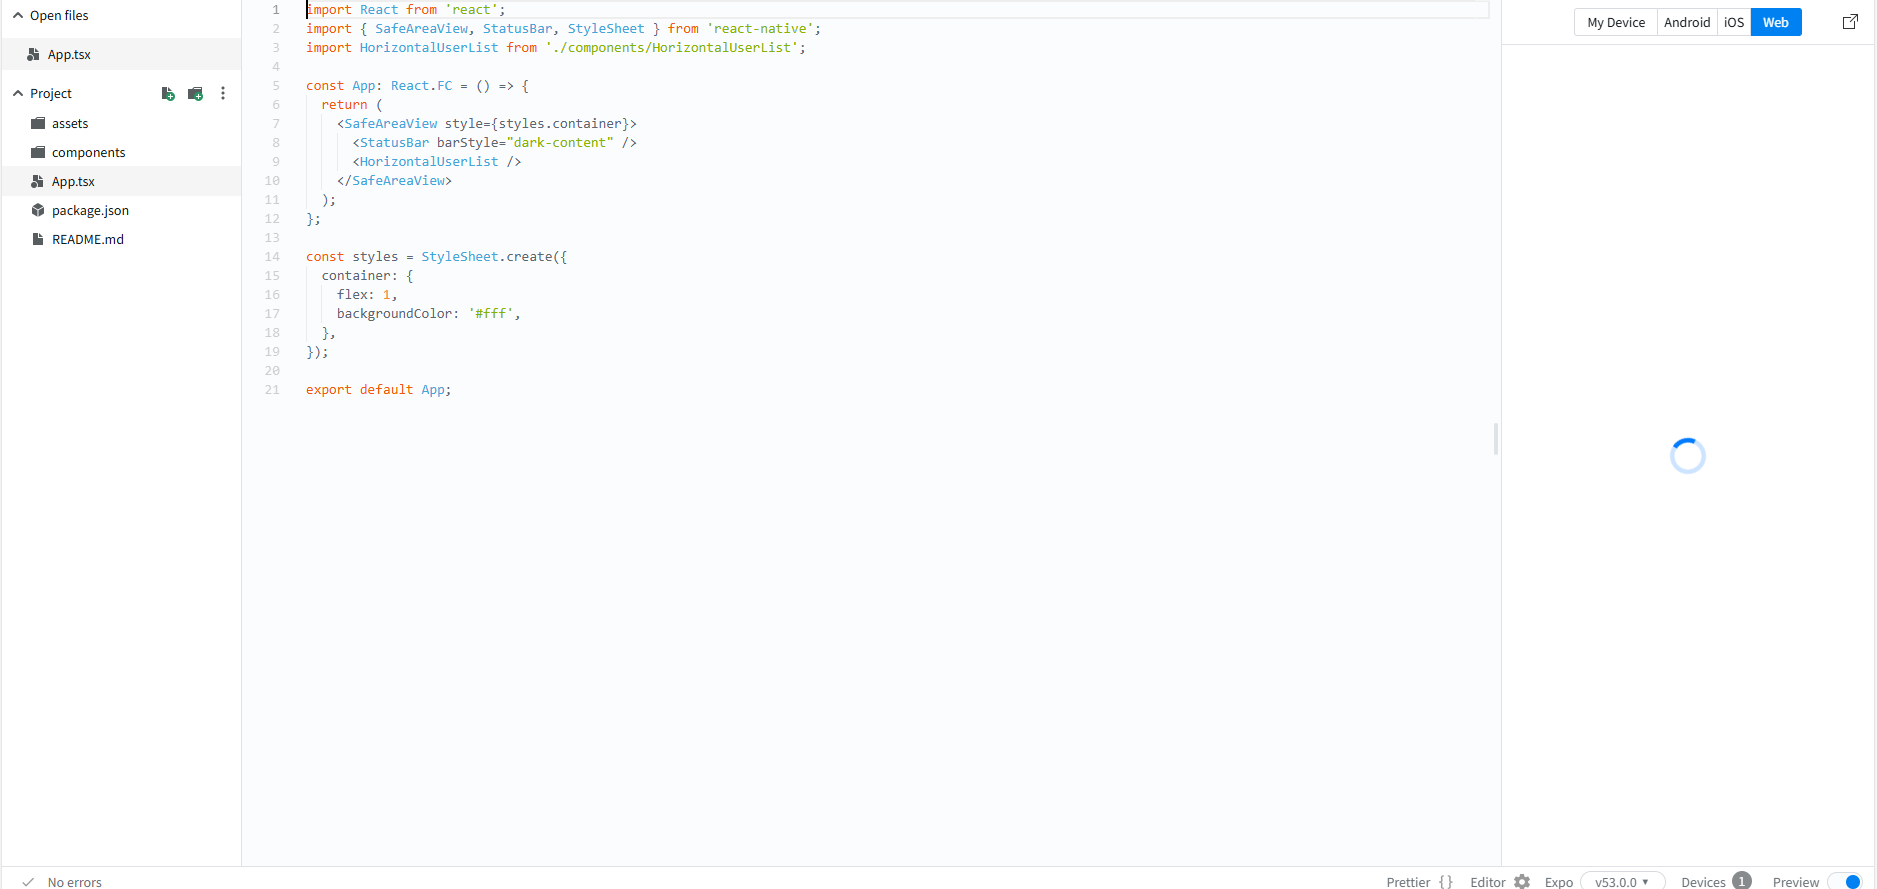 Open files
App.tsx
Project
assets
components
App.tsx
package.json
README.md
1 import React from 'react';
2 import { SafeAreaView, StatusBar, StyleSheet } from 'react-native';
3 import HorizontalUserList from './components/HorizontalUserList';
4
5 const App: React.FC = () => {
6 return (
7 <SafeAreaView style={styles.container}>
8 <StatusBar barStyle="dark-content" />
9 <HorizontalUserList />
10 </SafeAreaView>
11 );
12 };
13
14 const styles = StyleSheet.create({
15 container: {
16 flex: 1,
17 backgroundColor: '#fff',
18 },
19 });
20
21 export default App;
My Device Android iOS Web
No errors
Prettier {} Editor Expo v53.0.0 Devices 1 Preview